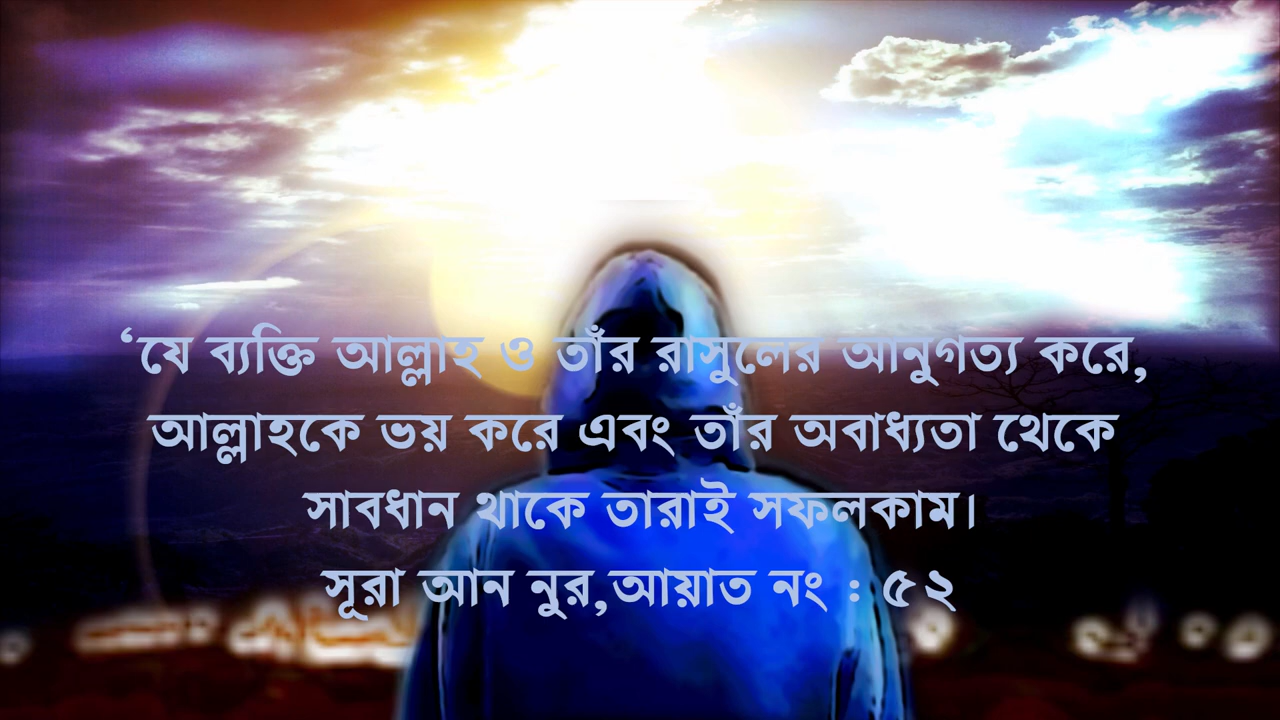 ‘যে ব্যক্তি আল্লাহ ও তাঁর রাসুলের আনুগত্য করে,
আল্লাহকে ভয় করে এবং তাঁর অবাধ্যতা থেকে
সাবধান থাকে তারাই সফলকাম।
সূরা আন নুর,আয়াত নং : ৫২